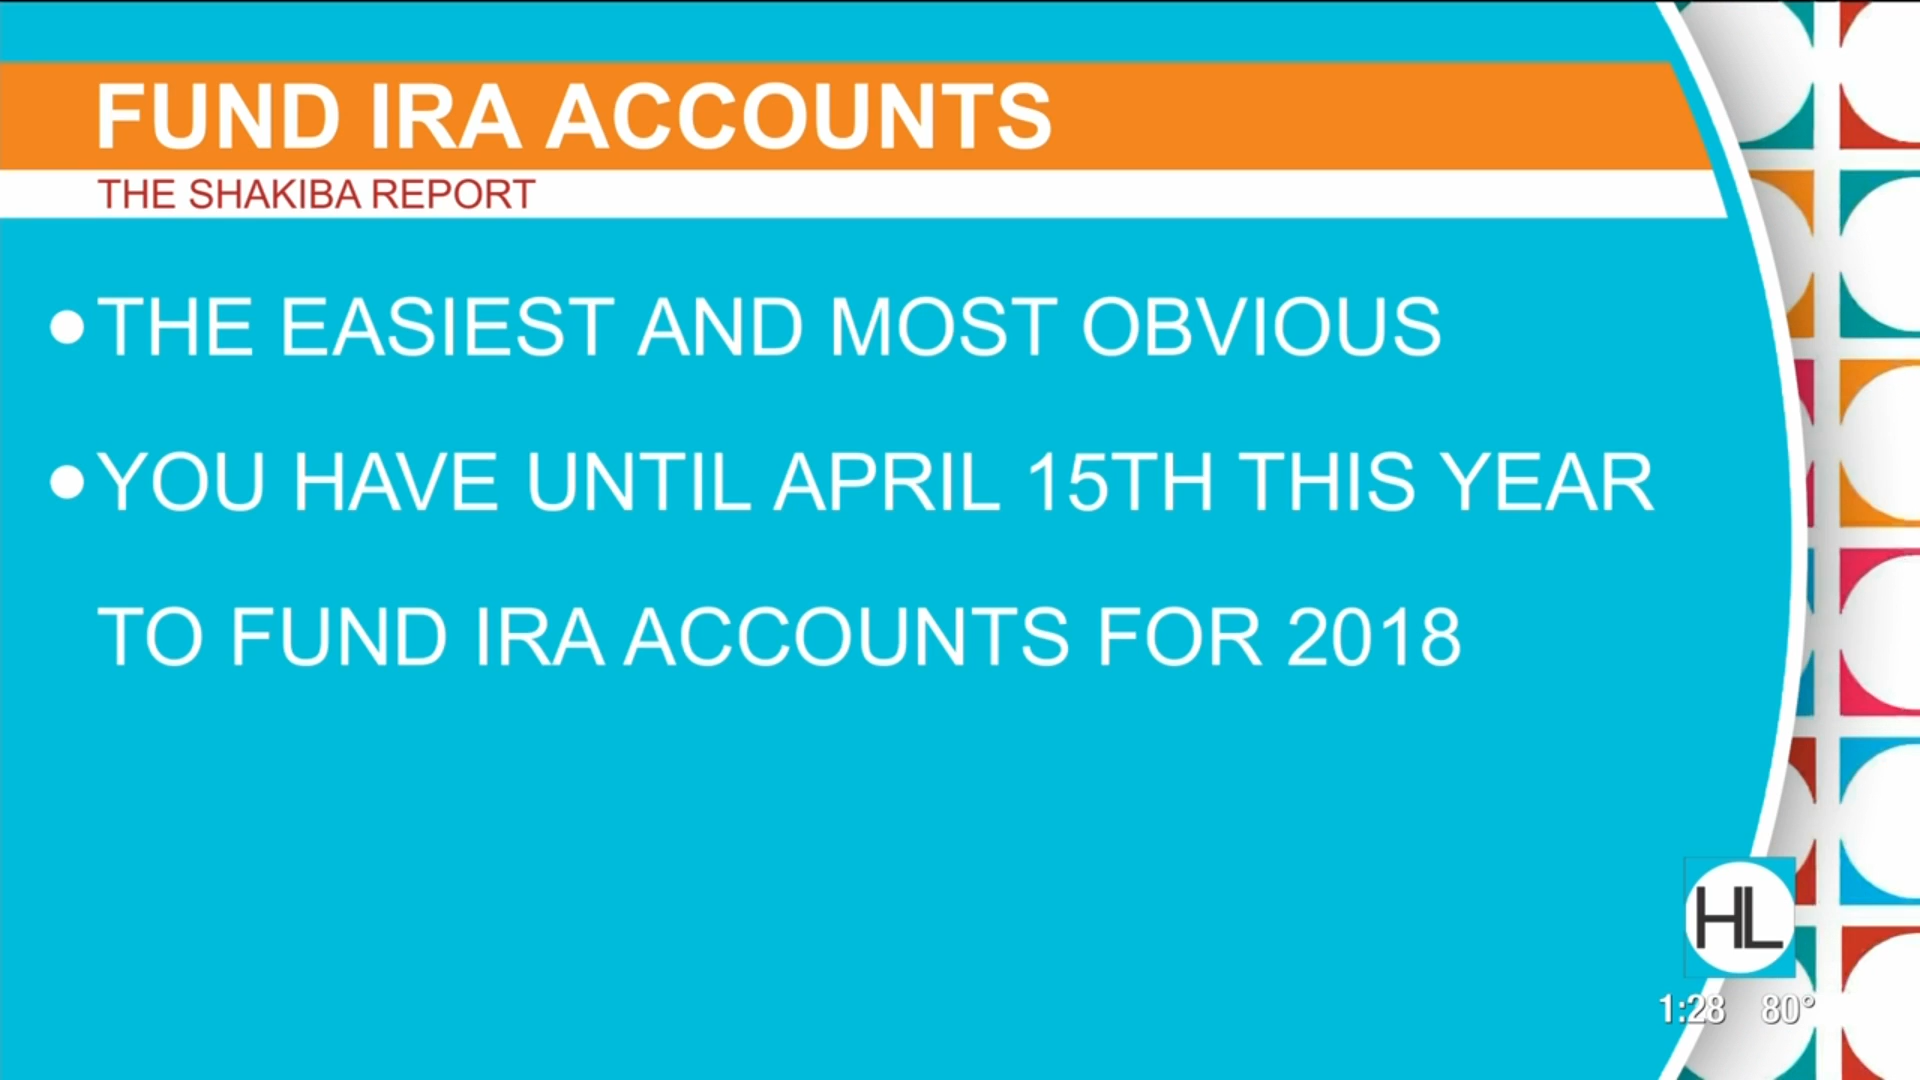 FUND IRA ACCOUNTS
THE SHAKIBA REPORT
●THE EASIEST AND MOST OBVIOUS
●YOU HAVE UNTIL APRIL 15TH THIS YEAR
TO FUND IRA ACCOUNTS FOR 2018
HL
1:28 80°